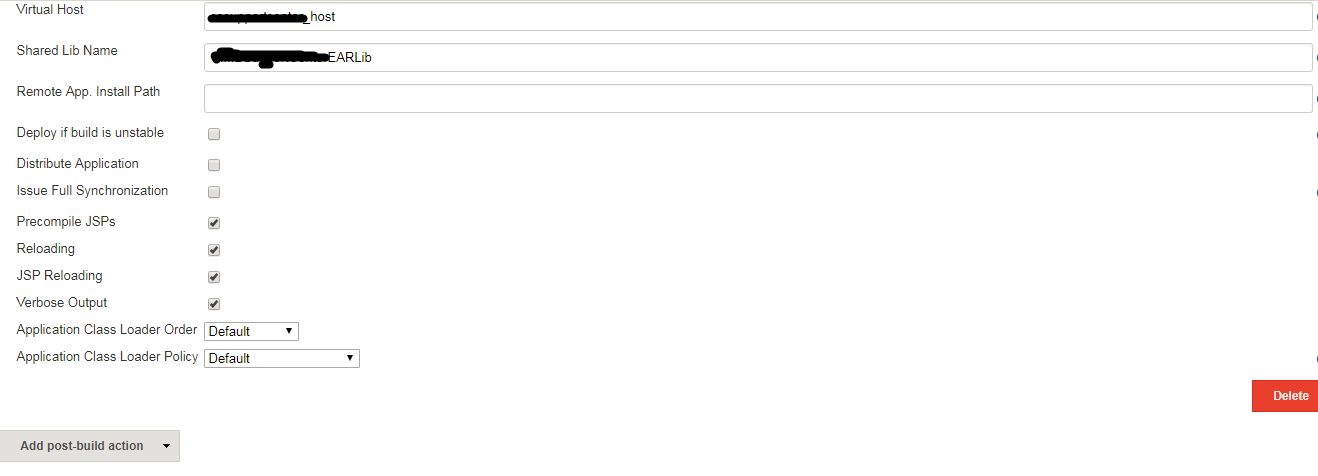 Virtual Host
_host
Shared Lib Name
EARLib
Remote App. Install Path
Deploy if build is unstable
Distribute Application
Issue Full Synchronization
Precompile JSPs
Reloading
JSP Reloading
Verbose Output
Application Class Loader Order
Default
Application Class Loader Policy
Default
Delete
Add post-build action